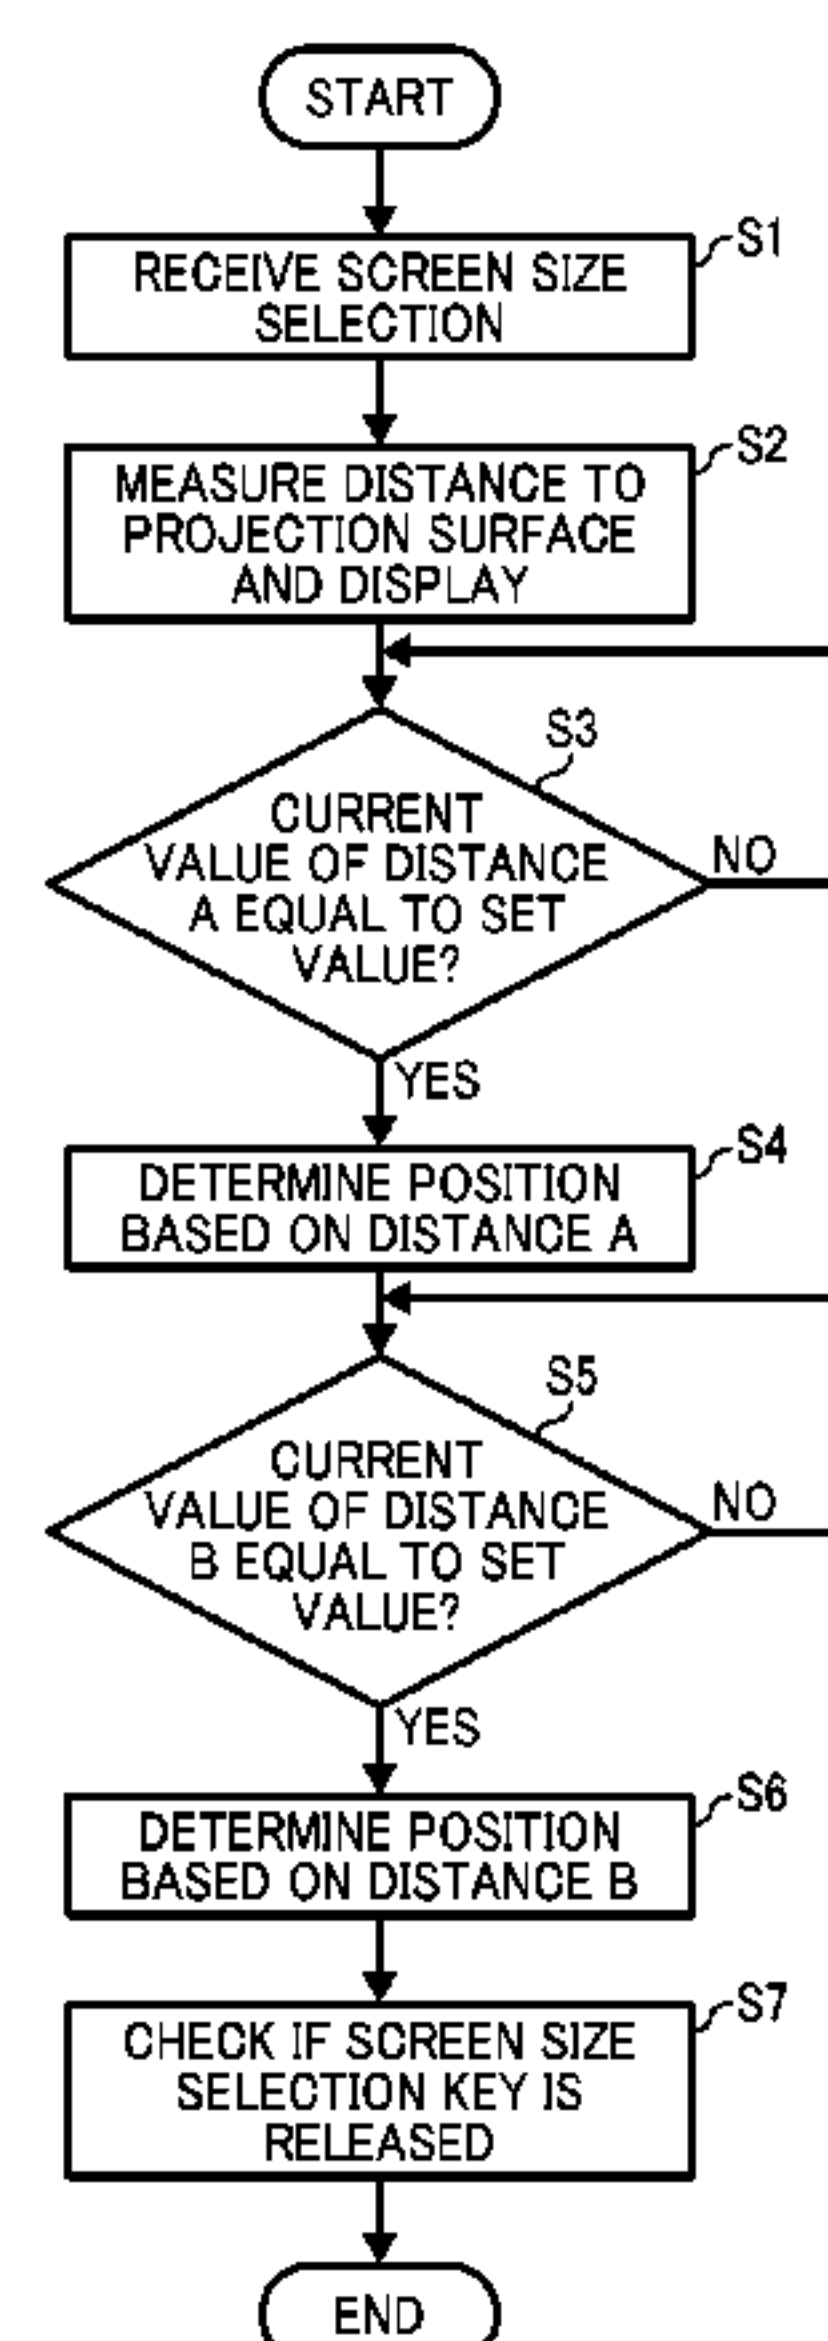 START
S1
RECEIVE SCREEN SIZE
SELECTION
S2
MEASURE DISTANCE TO
PROJECTION SURFACE
AND DISPLAY
S3
CURRENT
VALUE OF DISTANCE
A EQUAL TO SET
VALUE?
NO
YES
S4
DETERMINE POSITION
BASED ON DISTANCE A
S5
CURRENT
VALUE OF DISTANCE
B EQUAL TO SET
VALUE?
NO
YES
S6
DETERMINE POSITION
BASED ON DISTANCE B
S7
CHECK IF SCREEN SIZE
SELECTION KEY IS
RELEASED
END